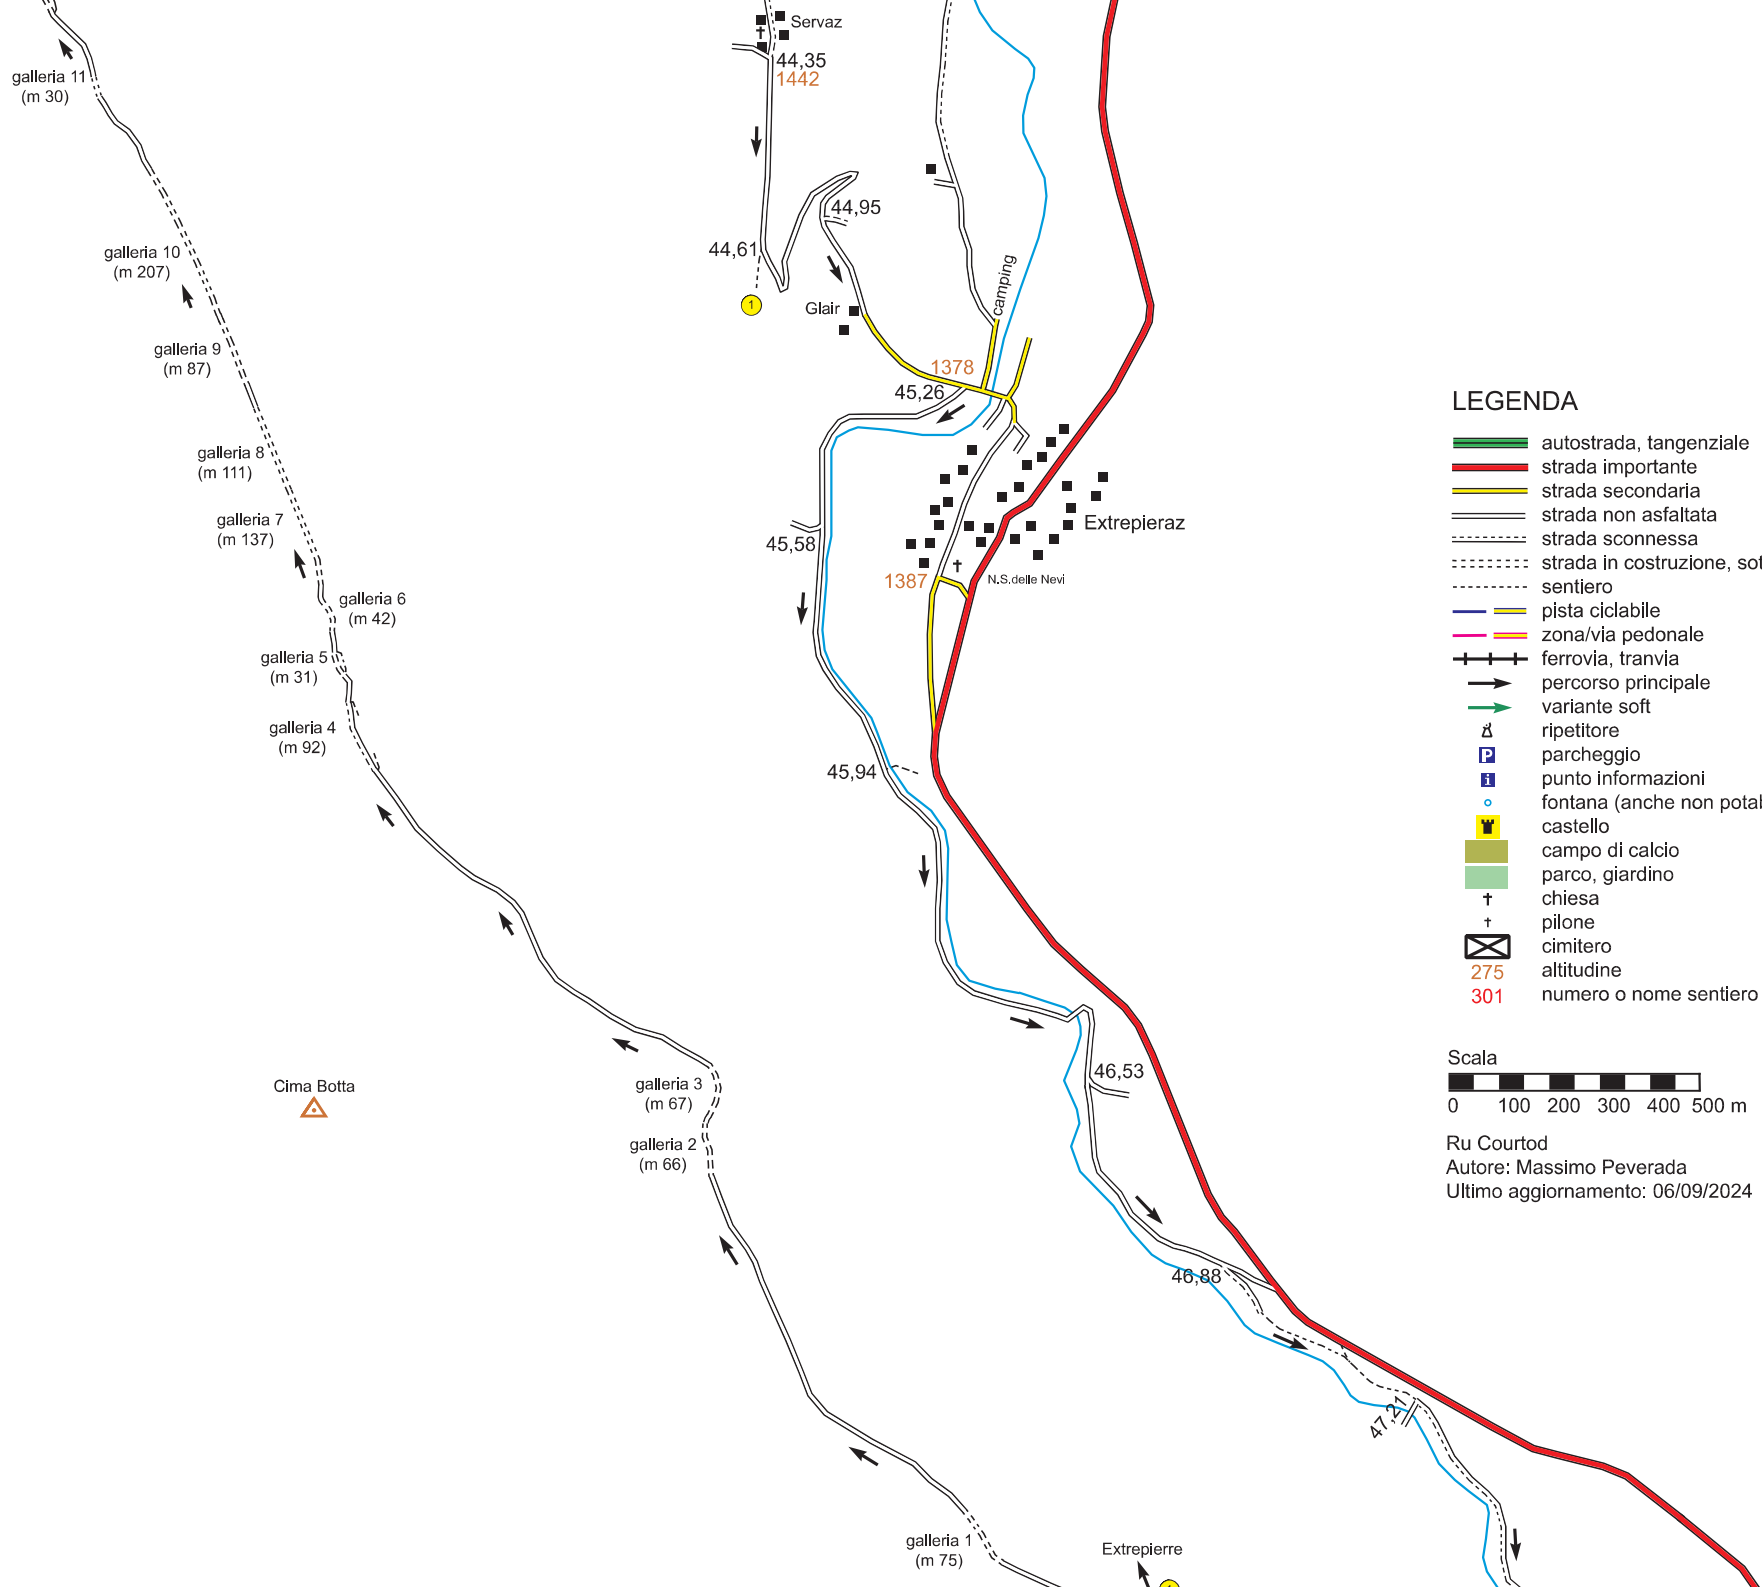 Servaz
44,35
1442
galleria 11
(m 30)
44,95
44,61
galleria 10
(m 207)
camping
1
Glair
galleria 9
(m 87)
1378
45,26
LEGENDA
autostrada, tangenziale
strada importante
strada secondaria
strada non asfaltata
strada sconnessa
strada in costruzione, sot
sentiero
pista ciclabile
zona/via pedonale
ferrovia, tranvia
percorso principale
variante soft
ripetitore
P
parcheggio
i
punto informazioni
fontana (anche non potal
castello
campo di calcio
parco, giardino
chiesa
pilone
cimitero
275
altitudine
301
numero o nome sentiero
galleria 8
(m 111)
galleria 7
(m 137)
Extrepieraz
45,58
1387
N.S.delle Nevi
galleria 6
(m 42)
galleria 5
(m 31)
galleria 4
(m 92)
45,94
Scala
0 100 200 300 400 500 m
Ru Courtod
Autore: Massimo Peverada
Ultimo aggiornamento: 06/09/2024
46,53
Cima Botta
galleria 3
(m 67)
galleria 2
(m 66)
46,88
47,21
galleria 1
(m 75)
Extrepierre